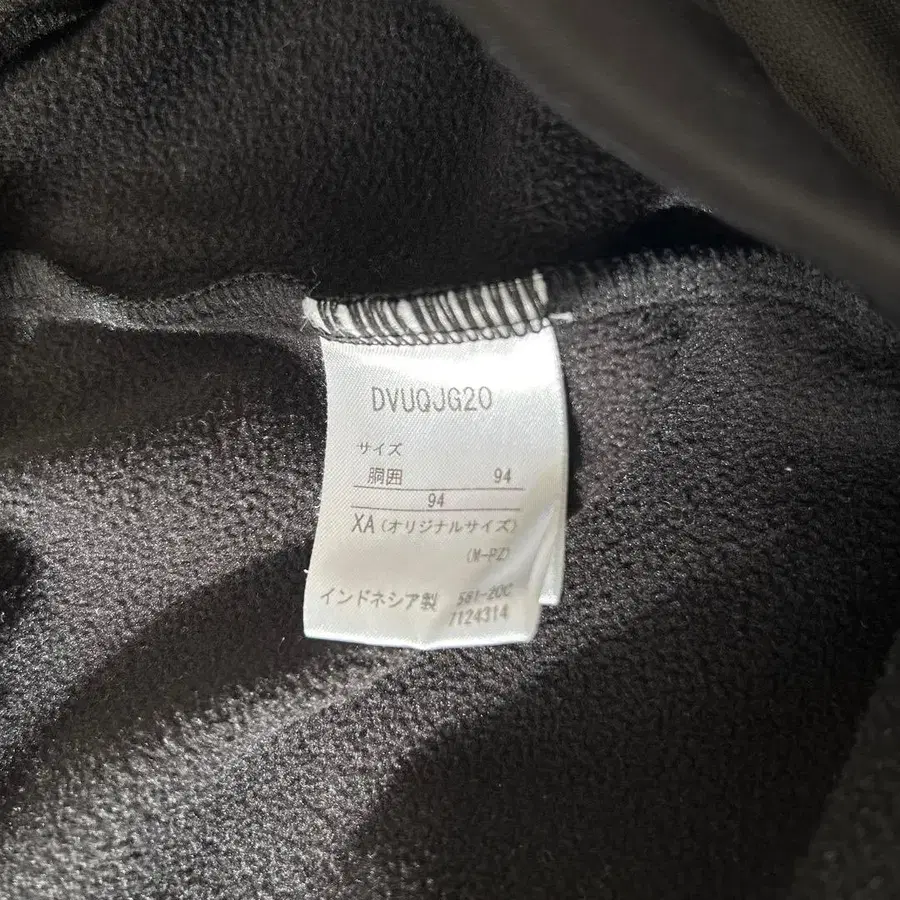 DVUQJG20
サイズ
胴囲 94
94
XA(オリジナルサイズ)
(M-PZ)
インドネシア製 581-20C
7124314